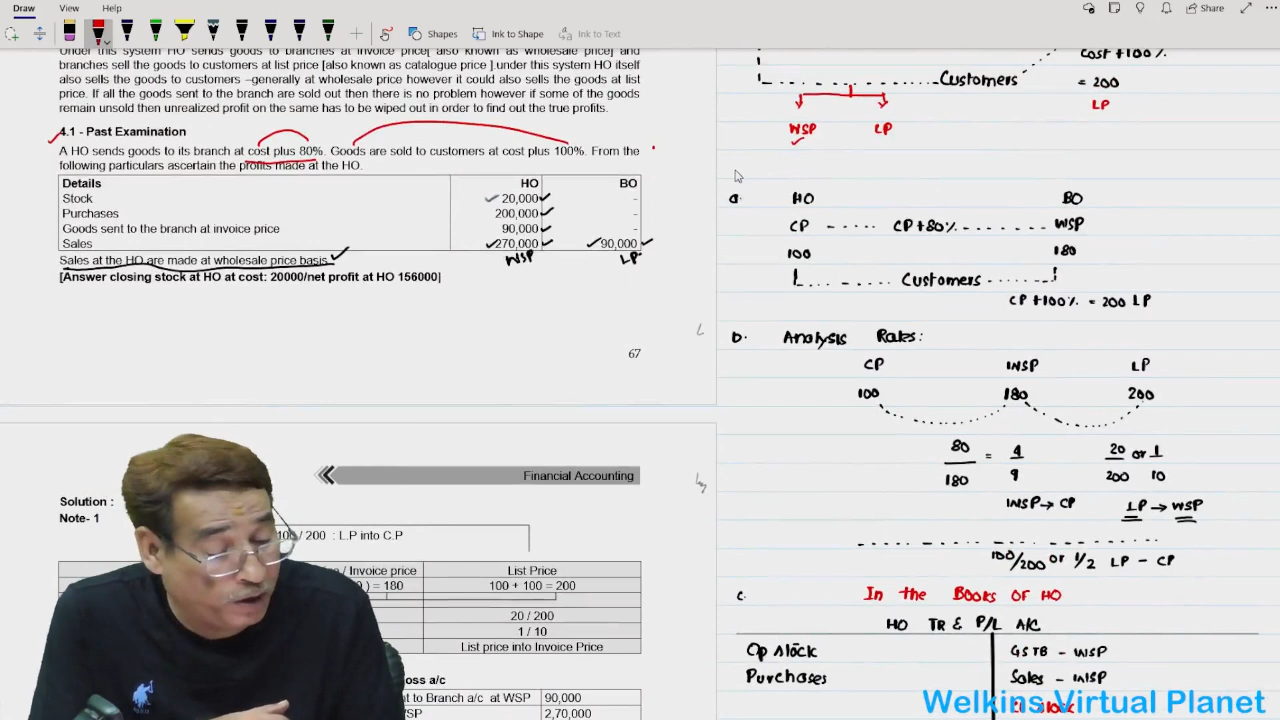 Draw View Help
Shapes Ink to Shape Ink to Text Share
Under this system HO sends goods to branches at invoice price[ also known as wholesale price] and
branches sell the goods to customers at list price [also known as catalogue price ].under this system HO itself
also sells the goods to customers –generally at wholesale price however it could also sells the goods at list
price. If all the goods sent to the branch are sold out then there is no problem however if some of the goods
remain unsold then unrealized profit on the same has to be wiped out in order to find out the true profits.
4.1 - Past Examination
A HO sends goods to its branch at cost plus 80%. Goods are sold to customers at cost plus 100%. From the
following particulars ascertain the profits made at the HO.
Details HO BO
Stock 20,000 -
Purchases 200,000 -
Goods sent to the branch at invoice price 90,000 -
Sales 270,000 90,000
Sales at the HO are made at wholesale price basis WSP LP
[Answer closing stock at HO at cost: 20000/net profit at HO 156000]
67
Financial Accounting
Solution :
Note- 1
100 / 200 : L.P into C.P
/ Invoice price List Price
) = 180 100 + 100 = 200
20 / 200
1 / 10
List price into Invoice Price
oss a/c
t to Branch a/c at WSP 90,000
SP 2,70,000
Cost +100%
Customers = 200
LP
WSP LP
a. HO BO
CP CP+80% WSP
100 180
Customers
CP +100% = 200 LP
b. Analysis Rates:
CP INSP LP
100 180 200
80 = 4 20 or 1
180 9 200 10
INSP→CP LP → WSP
100/200 or 1/2 LP - CP
c. In the Books OF HO
HO TR & P/L A/C
Op stock GSTB - WSP
Purchases Sales - INSP
Stock
Welkins Virtual Planet